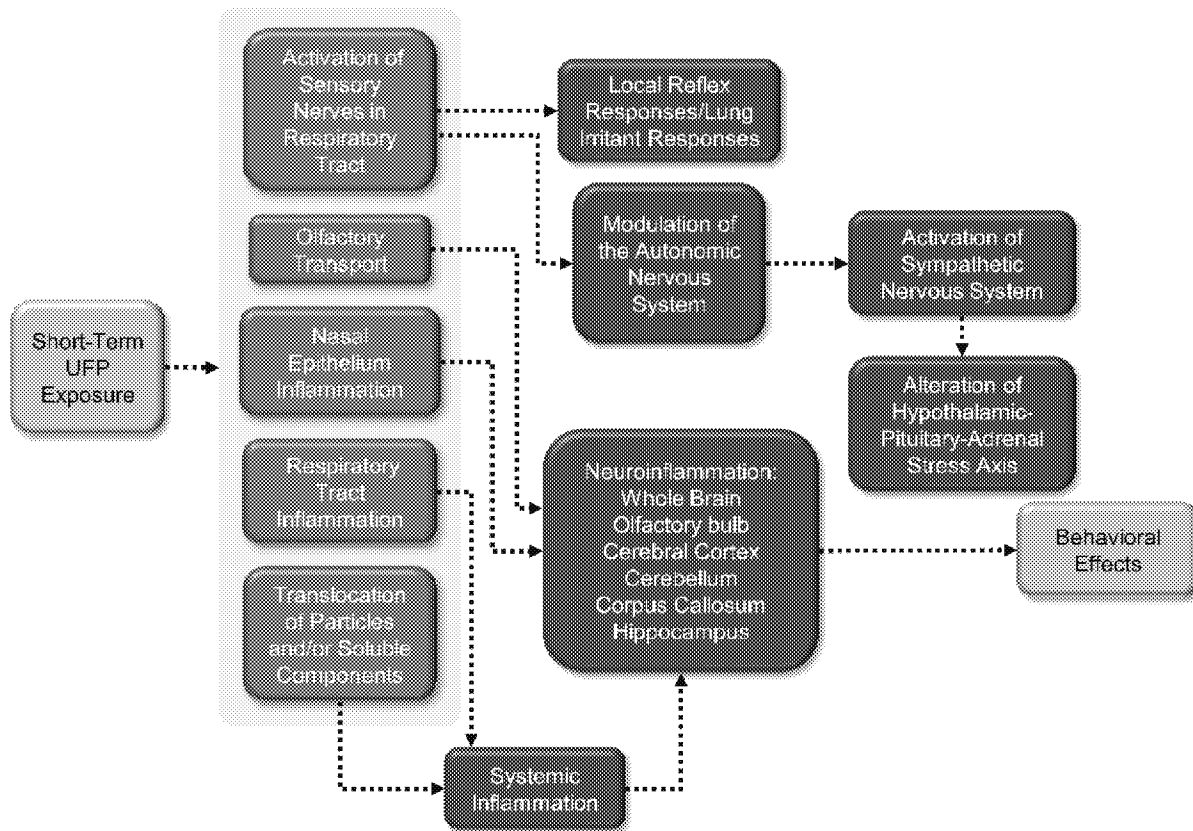 Short-Term
UFP
Exposure
Activation of
Sensory
Nerves in
Respiratory
Tract
Olfactory
Transport
Nasal
Epithelium
Inflammation
Respiratory
Tract
Inflammation
Translocation
of Particles
and/or Soluble
Components
Local Reflex
Responses/Lung
Irritant Responses
Modulation of
the Autonomic
Nervous
System
Activation of
Sympathetic
Nervous System
Alteration of
Hypothalamic-
Pituitary-Adrenal
Stress Axis
Neuroinflammation:
Whole Brain
Olfactory bulb
Cerebral Cortex
Cerebellum
Corpus Callosum
Hippocampus
Behavioral
Effects
Systemic
Inflammation